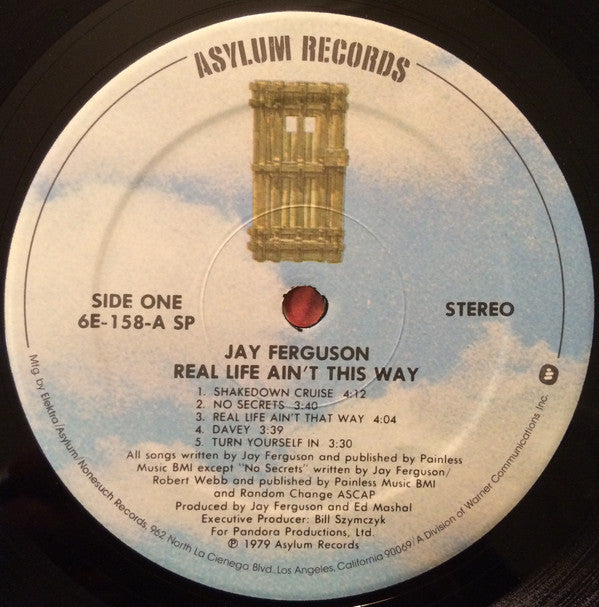 ASYLUM RECORDS
SIDE ONE
6E-158-A SP
STEREO
JAY FERGUSON
REAL LIFE AIN'T THIS WAY
1. SHAKEDOWN CRUISE 4:12
2. NO SECRETS 3:40
3. REAL LIFE AIN'T THAT WAY 4:04
4. DAVEY 3:39
5. TURN YOURSELF IN 3:30
All songs written by Jay Ferguson and published by Painless
Music BMI except "No Secrets" written by Jay Ferguson/
Robert Webb and published by Painless Music BMI
and Random Change ASCAP
Produced by Jay Ferguson and Ed Mashal
Executive Producer: Bill Szymczyk
For Pandora Productions, Ltd.
℗ 1979 Asylum Records
Mfg by Elektra/Asylum/Nonesuch Records, 962 North La Cienega Blvd., Los Angeles, California 90069/A Division of Warner Communications Inc.